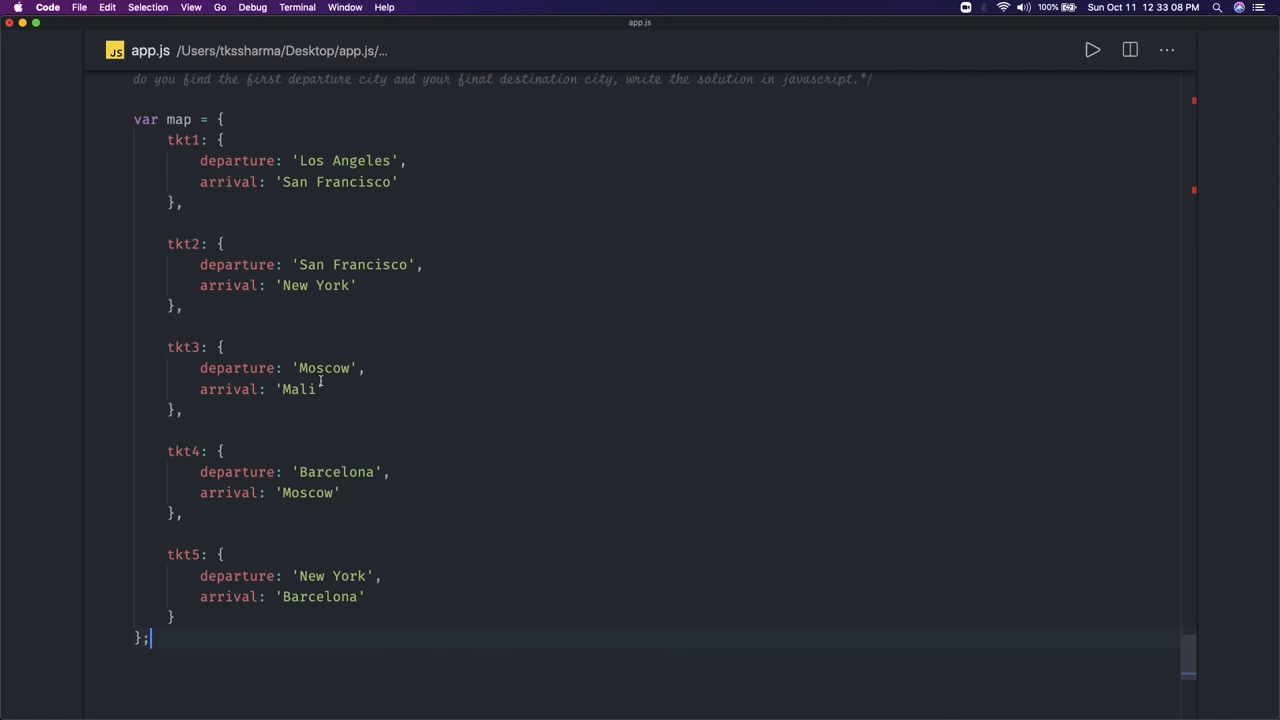 Code File Edit Selection View Go Debug Terminal Window Help 100% Sun Oct 11 12 33 08 PM
app.js
JS app.js /Users/tkssharma/Desktop/app.js/...
do you find the first departure city and your final destination city, write the solution in javascript.*/
var map = {
tkt1: {
departure: 'Los Angeles',
arrival: 'San Francisco'
},
tkt2: {
departure: 'San Francisco',
arrival: 'New York'
},
tkt3: {
departure: 'Moscow',
arrival: 'Mali'
},
tkt4: {
departure: 'Barcelona',
arrival: 'Moscow'
},
tkt5: {
departure: 'New York',
arrival: 'Barcelona'
}
};